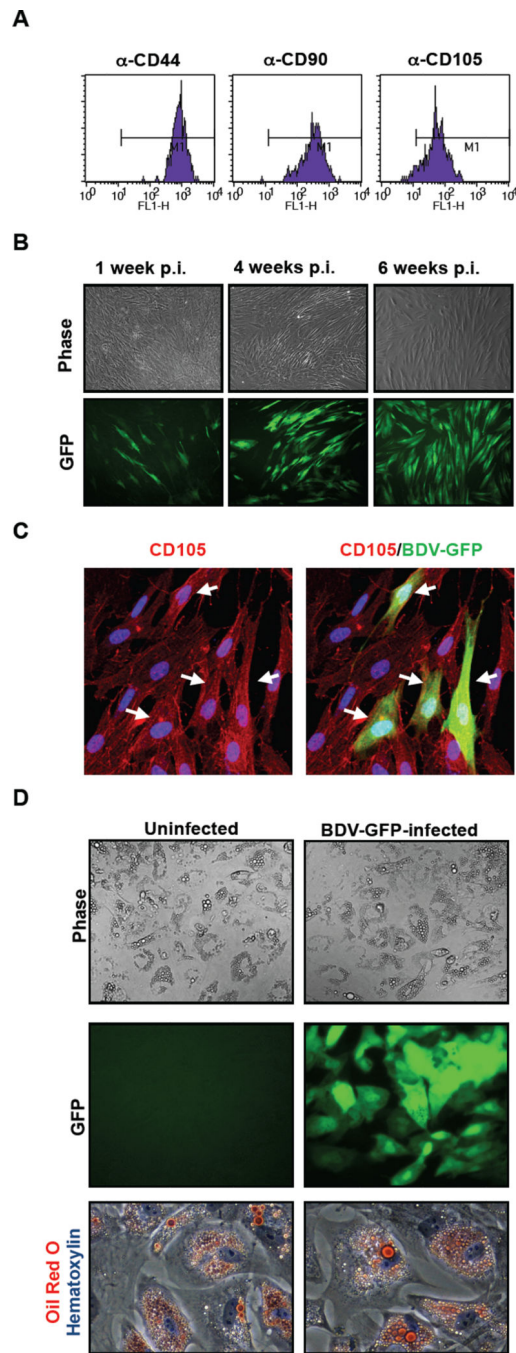 A
α-CD44 α-CD90 α-CD105
M1 M1 M1
10⁰ 10¹ 10² 10³ 10⁴ 10⁰ 10¹ 10² 10³ 10⁴ 10⁰ 10¹ 10² 10³ 10⁴
FL1-H FL1-H FL1-H
B
1 week p.i. 4 weeks p.i. 6 weeks p.i.
Phase
GFP
C
CD105 CD105/BDV-GFP
D
Uninfected BDV-GFP-infected
Phase
GFP
Oil Red O
Hematoxylin